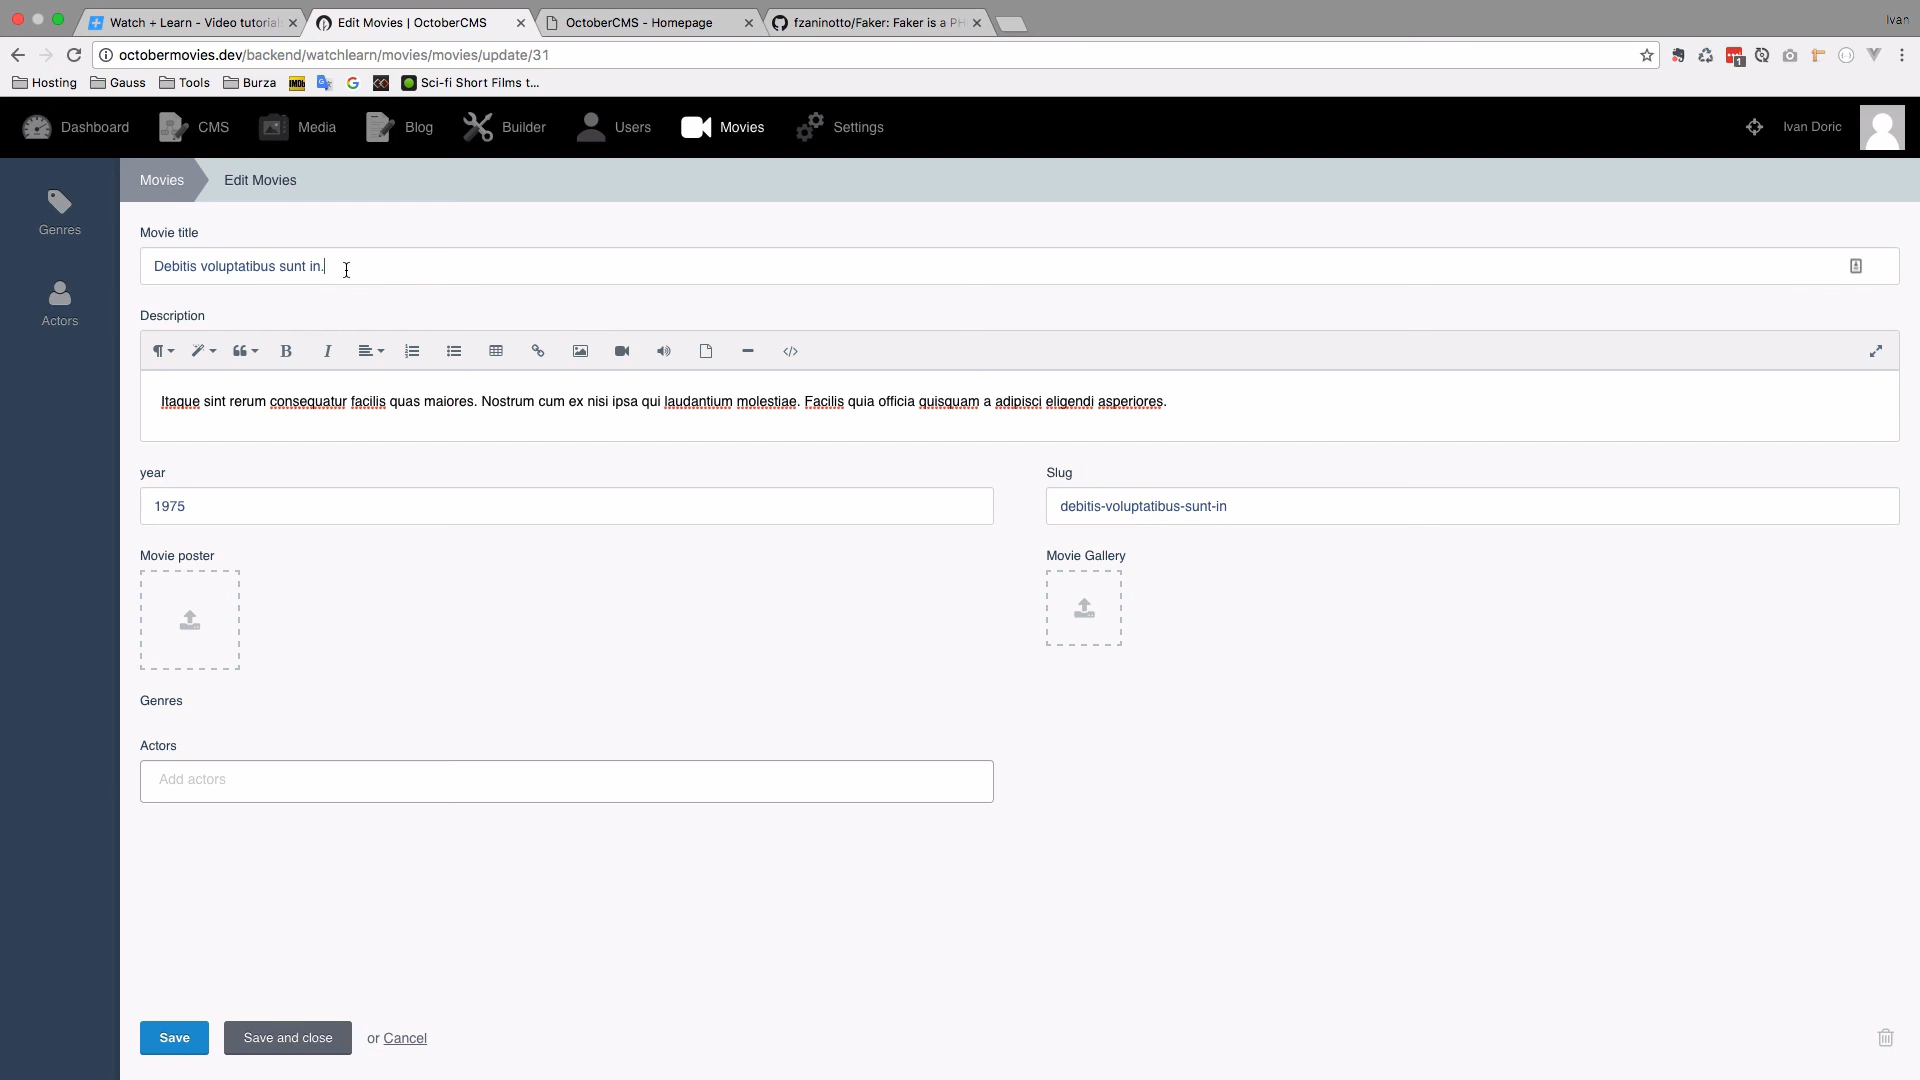 Watch + Learn - Video tutorials
Edit Movies | OctoberCMS
OctoberCMS - Homepage
fzaninotto/Faker: Faker is a PH
Ivan
octobermovies.dev/backend/watchlearn/movies/movies/update/31
1
Hosting
Gauss
Tools
Burza
IMDb
G
Sci-fi Short Films t...
Dashboard
CMS
Media
Blog
Builder
Users
Movies
Settings
Ivan Doric
Movies
Edit Movies
Genres
Actors
Movie title
Debitis voluptatibus sunt in.
Description
Itaque sint rerum consequatur facilis quas maiores. Nostrum cum ex nisi ipsa qui laudantium molestiae. Facilis quia officia quisquam a adipisci eligendi asperiores.
year
Slug
1975
debitis-voluptatibus-sunt-in
Movie poster
Movie Gallery
Genres
Actors
Add actors
Save
Save and close
or Cancel